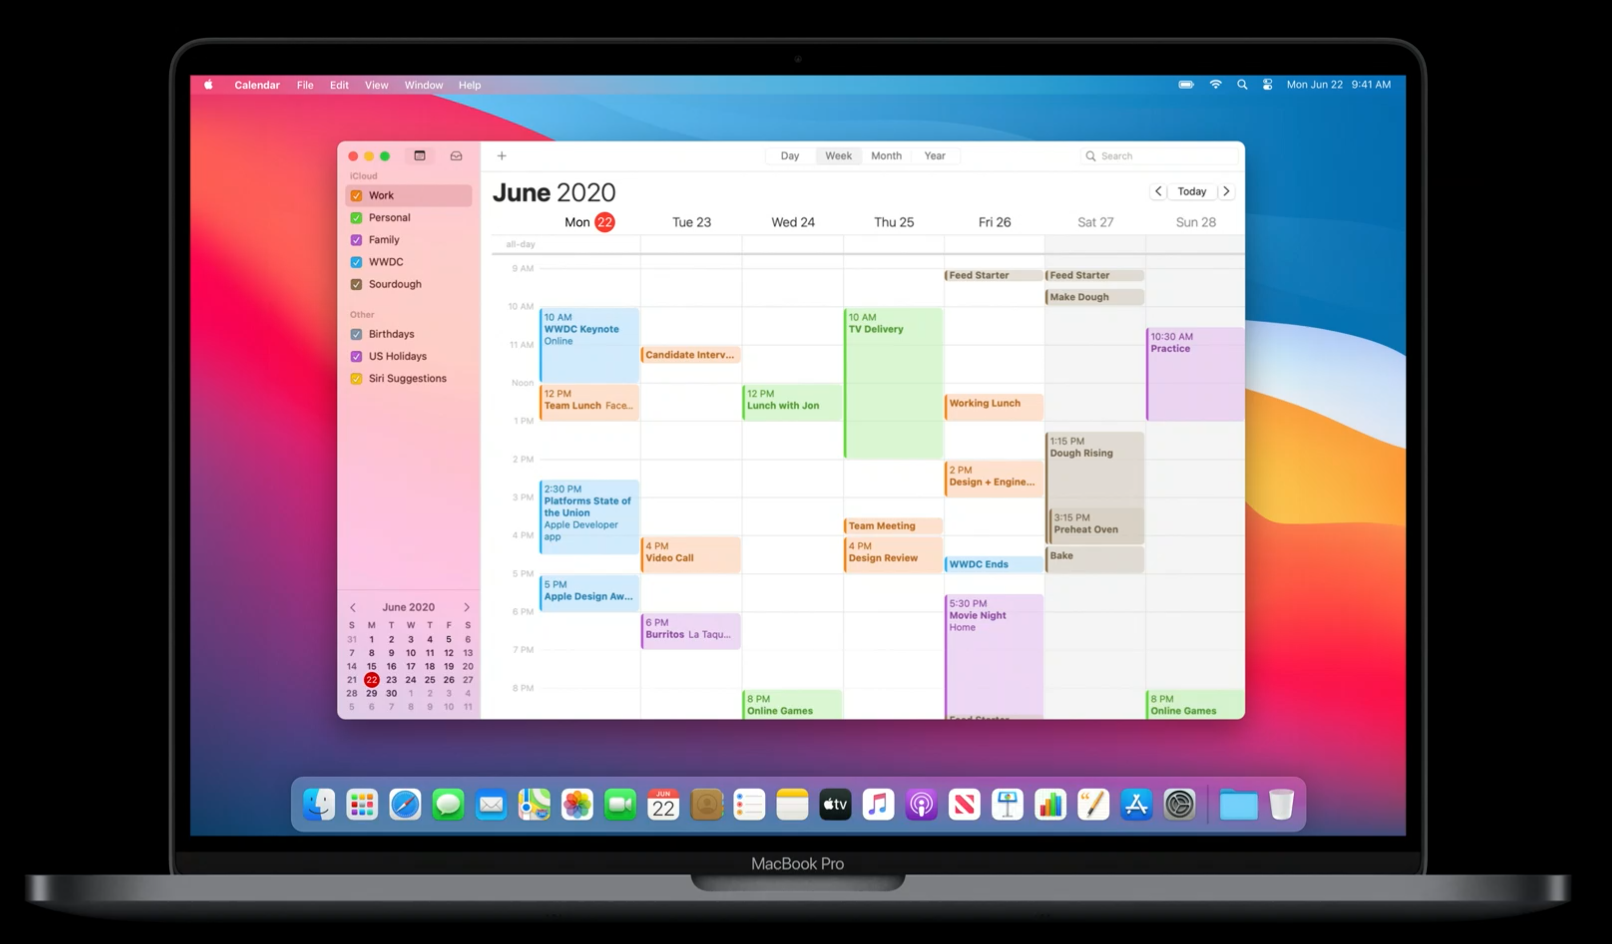 Calendar File Edit View Window Help
Mon Jun 22 9:41 AM
Day Week Month Year
Search
iCloud
Work
Personal
Family
WWDC
Sourdough
Other
Birthdays
US Holidays
Siri Suggestions
June 2020
S M T W T F S
31 1 2 3 4 5 6
7 8 9 10 11 12 13
14 15 16 17 18 19 20
21 22 23 24 25 26 27
28 29 30 1 2 3 4
5 6 7 8 9 10 11
June 2020
Today
Mon 22 Tue 23 Wed 24 Thu 25 Fri 26 Sat 27 Sun 28
all-day
9 AM
10 AM
11 AM
Noon
1 PM
2 PM
3 PM
4 PM
5 PM
6 PM
7 PM
8 PM
10 AM
WWDC Keynote
Online
12 PM
Team Lunch Face...
2:30 PM
Platforms State of
the Union
Apple Developer
app
5 PM
Apple Design Aw...
Candidate Interv...
4 PM
Video Call
6 PM
Burritos La Taqu...
12 PM
Lunch with Jon
8 PM
Online Games
10 AM
TV Delivery
Team Meeting
4 PM
Design Review
Feed Starter
Working Lunch
2 PM
Design + Engine...
WWDC Ends
5:30 PM
Movie Night
Home
Feed Starter
Make Dough
1:15 PM
Dough Rising
3:15 PM
Preheat Oven
Bake
10:30 AM
Practice
8 PM
Online Games
JUN
22
tv
MacBook Pro